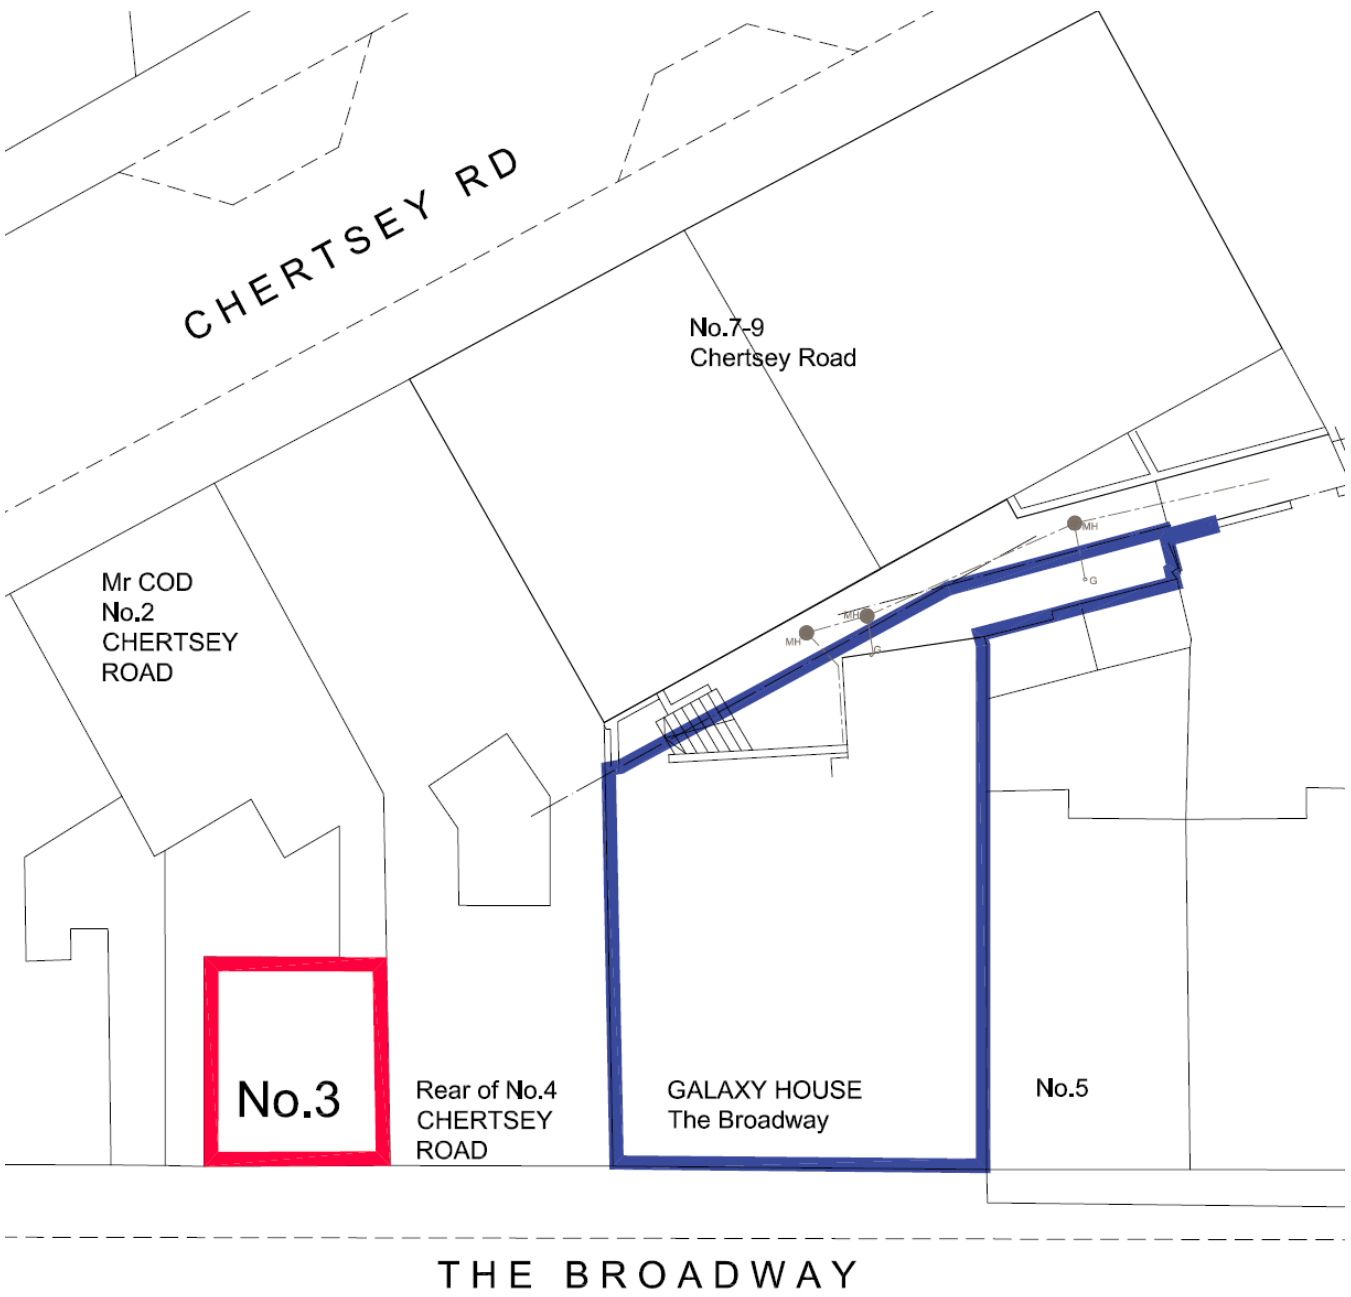 CHERTSEY RD
No.7-9
Chertsey Road
MH
MH
G
MH
G
Mr COD
No.2
CHERTSEY
ROAD
No.3
Rear of No.4
CHERTSEY
ROAD
GALAXY HOUSE
The Broadway
No.5
THE BROADWAY